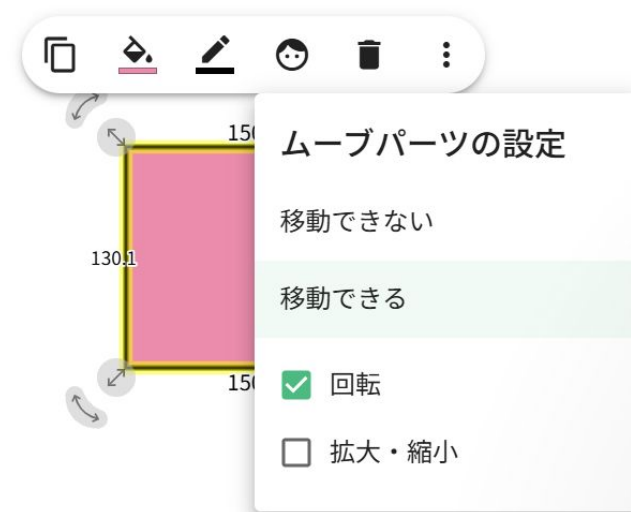 150
ムーブパーツの設定
移動できない
130.1
移動できる
150
回転
拡大・縮小